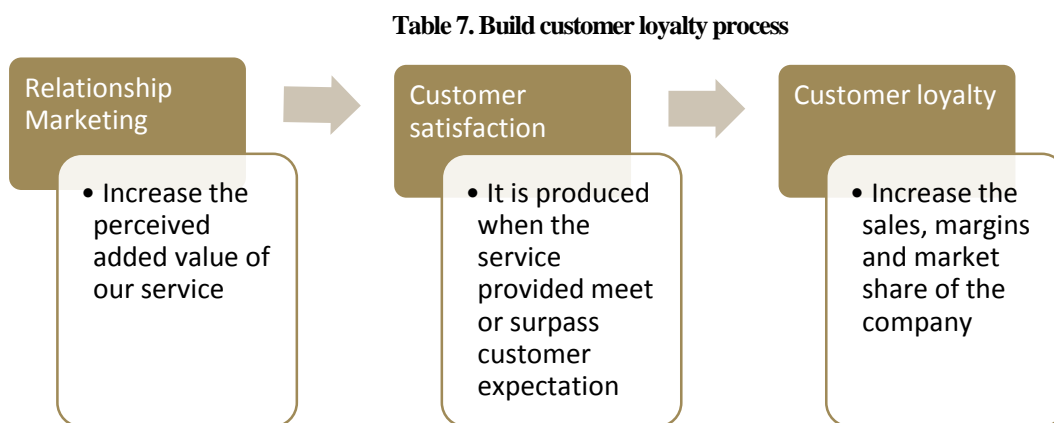 Table 7. Build customer loyalty process
Relationship
Marketing
• Increase the
perceived
added value of
our service
Customer
satisfaction
• It is produced
when the
service
provided meet
or surpass
customer
expectation
Customer loyalty
• Increase the
sales, margins
and market
share of the
company